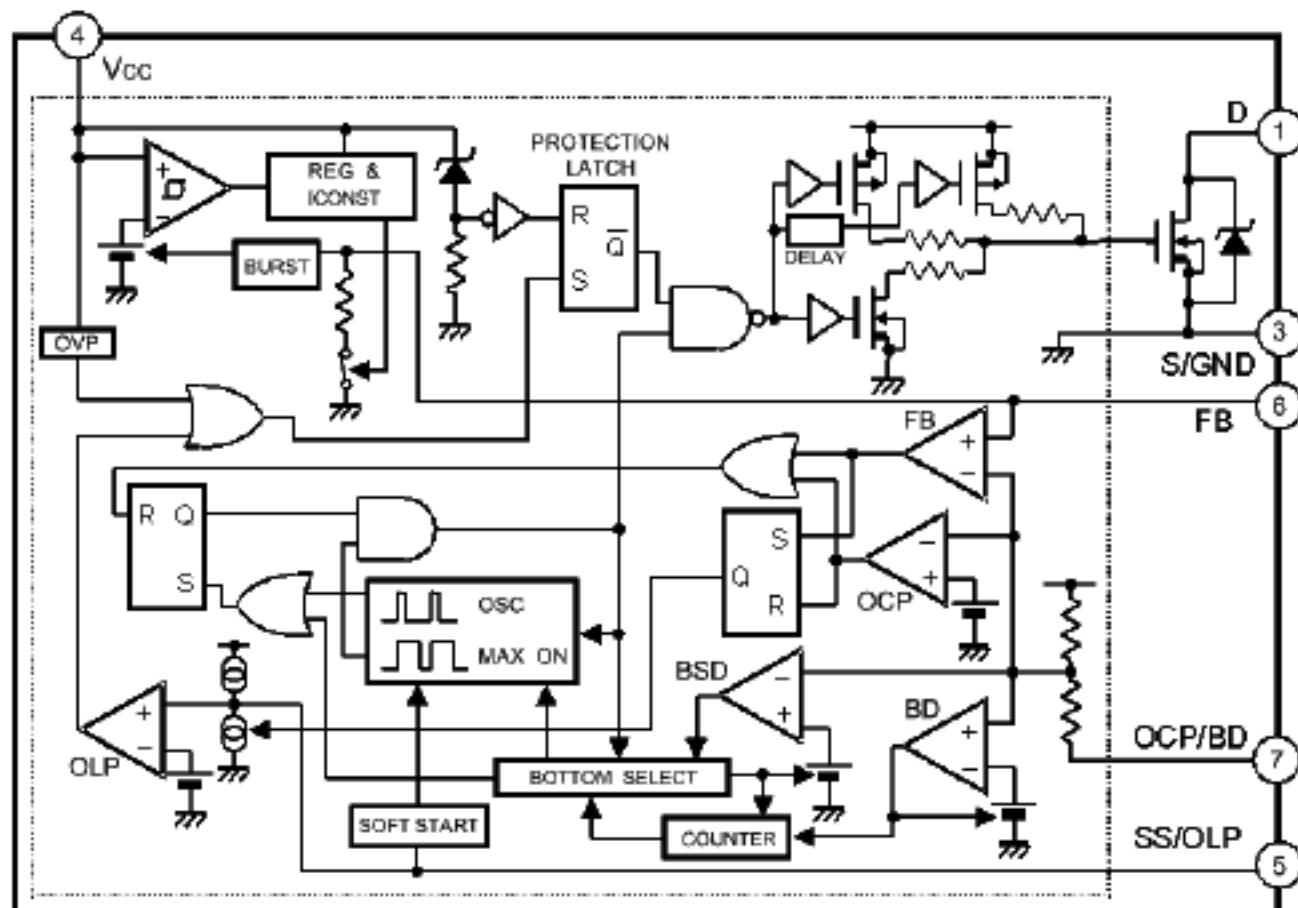 4
Vcc
D
1
PROTECTION
LATCH
REG &
ICONST
+
−
R
Q
S
BURST
DELAY
OVP
3
S/GND
6
FB
FB
+
−
R Q
S
S
Q
R
−
+
OCP
OSC
MAX ON
BSD
−
+
BD
+
−
OLP
+
−
OCP/BD
7
BOTTOM SELECT
SOFT START
COUNTER
SS/OLP
5